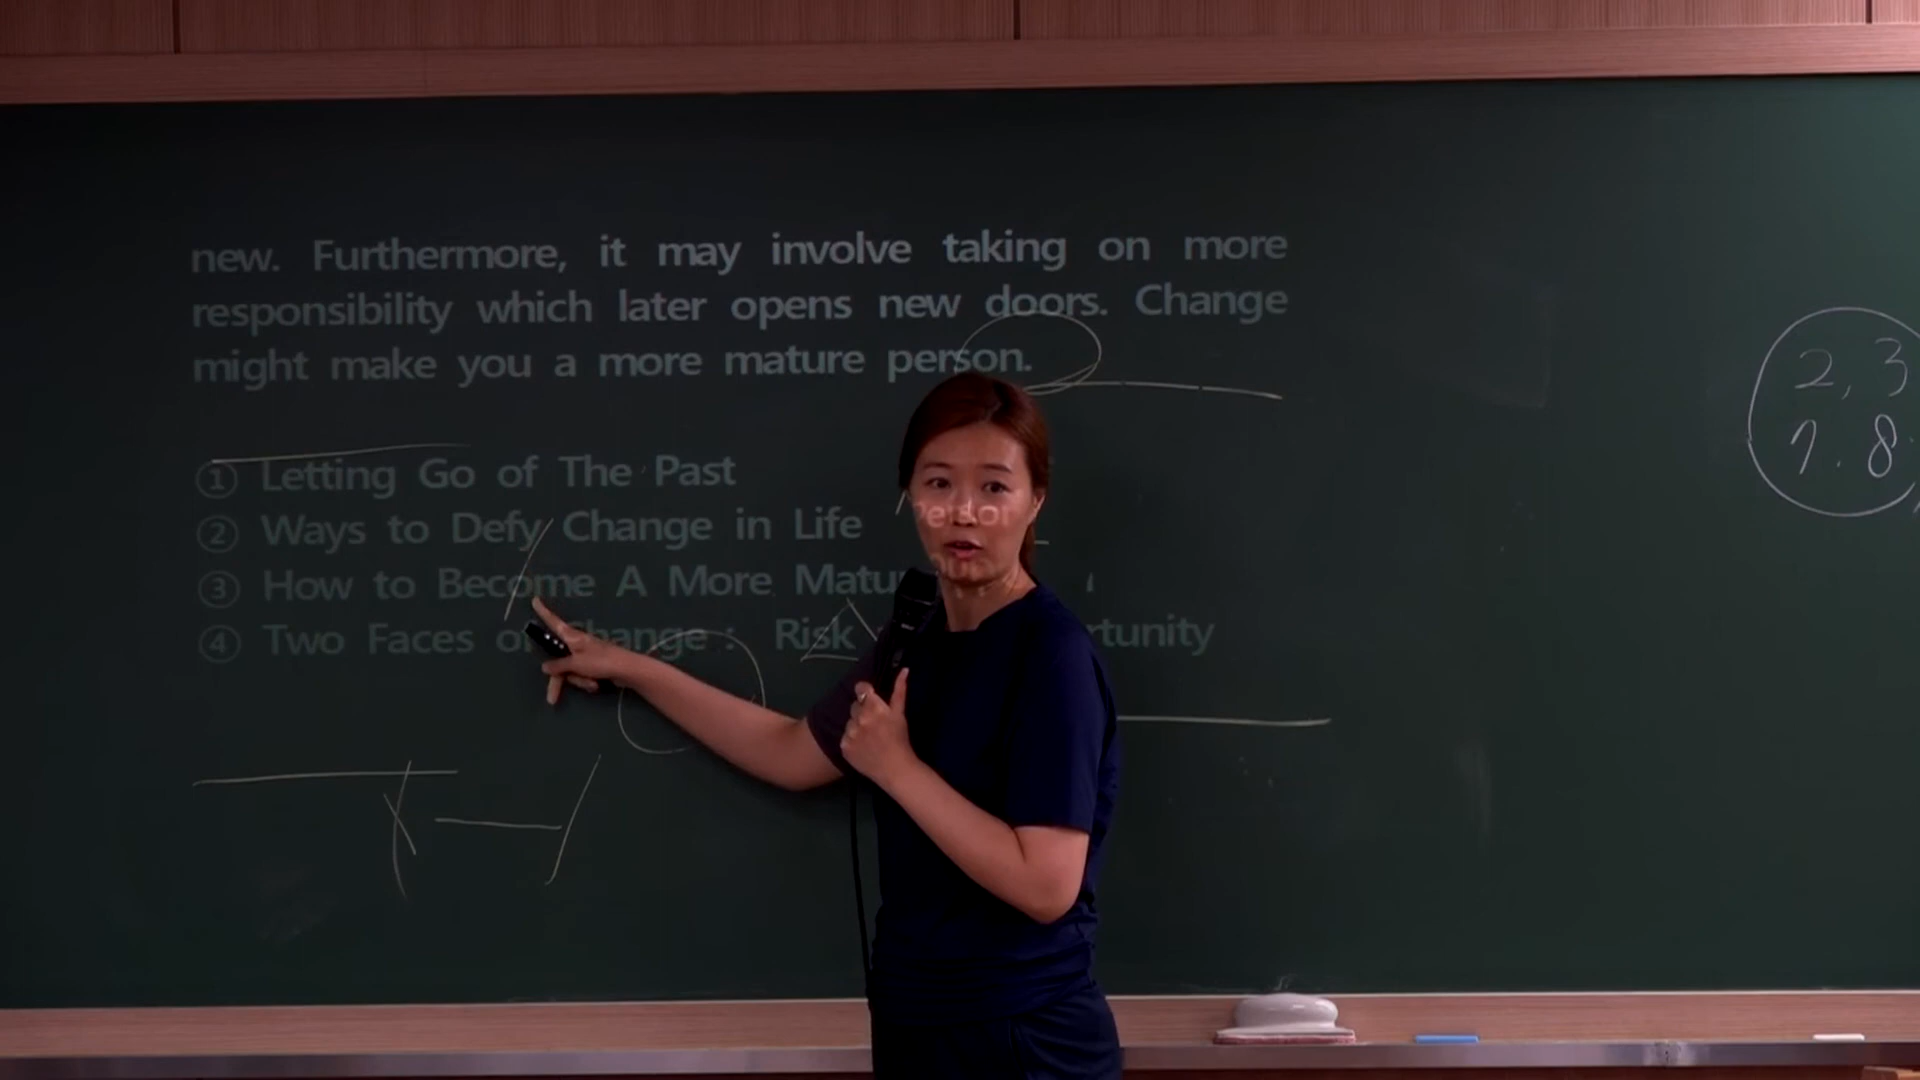 new. Furthermore, it may involve taking on more
responsibility which later opens new doors. Change
might make you a more mature person.
① Letting Go of The Past
② Ways to Defy Change in Life
③ How to Become A More
④ Two Faces of Change : Risk
2, 3
7. 8